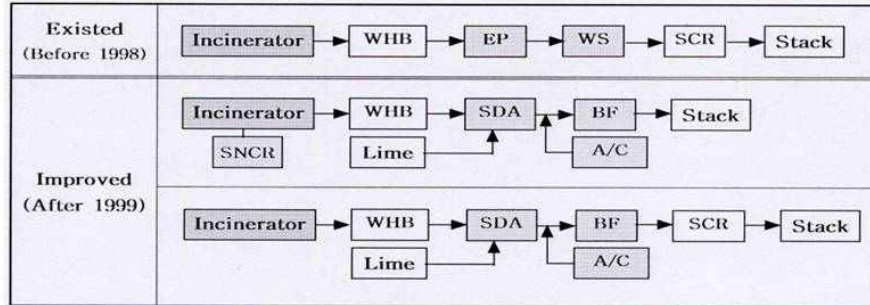 Existed
(Before 1998)
Incinerator WHB EP WS SCR Stack
Incinerator WHB SDA BF Stack
SNCR Lime A/C
Improved
(After 1999)
Incinerator WHB SDA BF SCR Stack
Lime A/C